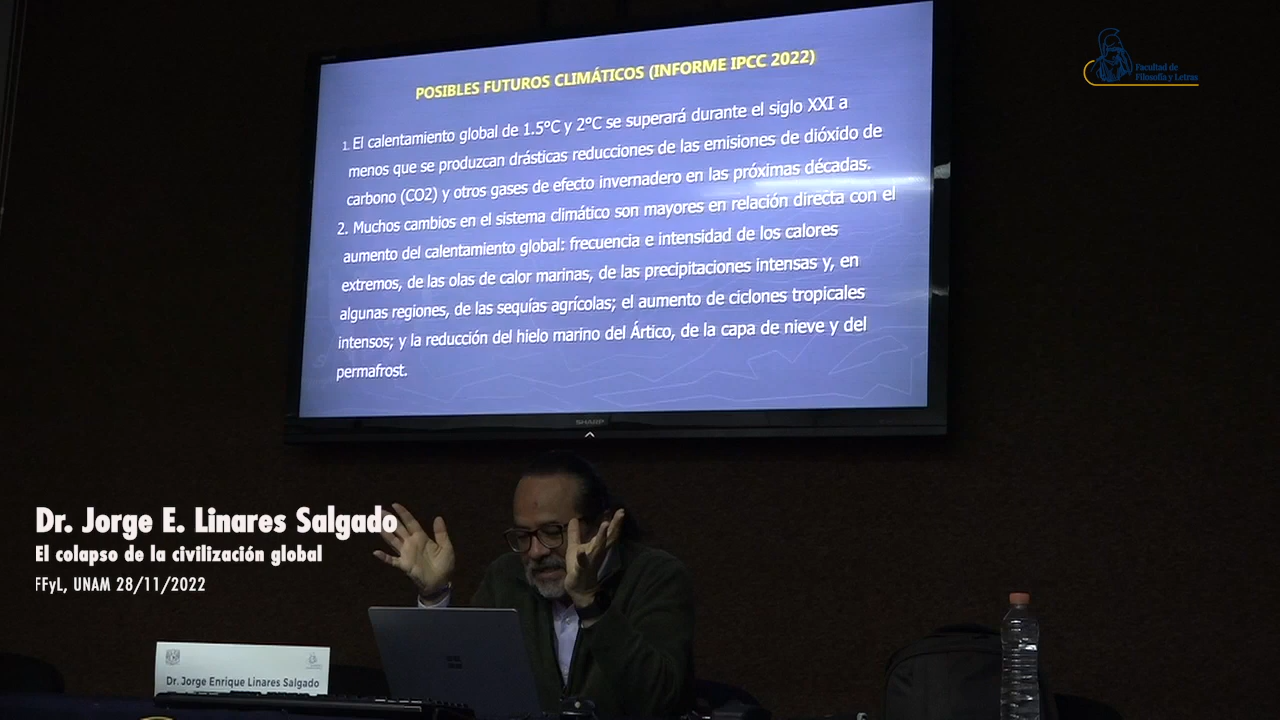 POSIBLES FUTUROS CLIMÁTICOS (INFORME IPCC 2022)
1. El calentamiento global de 1.5ºC y 2ºC se superará durante el siglo XXI a
menos que se produzcan drásticas reducciones de las emisiones de dióxido de
carbono (CO2) y otros gases de efecto invernadero en las próximas décadas.
2. Muchos cambios en el sistema climático son mayores en relación directa con el
aumento del calentamiento global: frecuencia e intensidad de los calores
extremos, de las olas de calor marinas, de las precipitaciones intensas y, en
algunas regiones, de las sequías agrícolas; el aumento de ciclones tropicales
intensos; y la reducción del hielo marino del Ártico, de la capa de nieve y del
permafrost.
SHARP
Facultad de
Filosofía y Letras
Dr. Jorge E. Linares Salgado
El colapso de la civilización global
FFyL, UNAM 28/11/2022
Dr. Jorge Enrique Linares Salgado